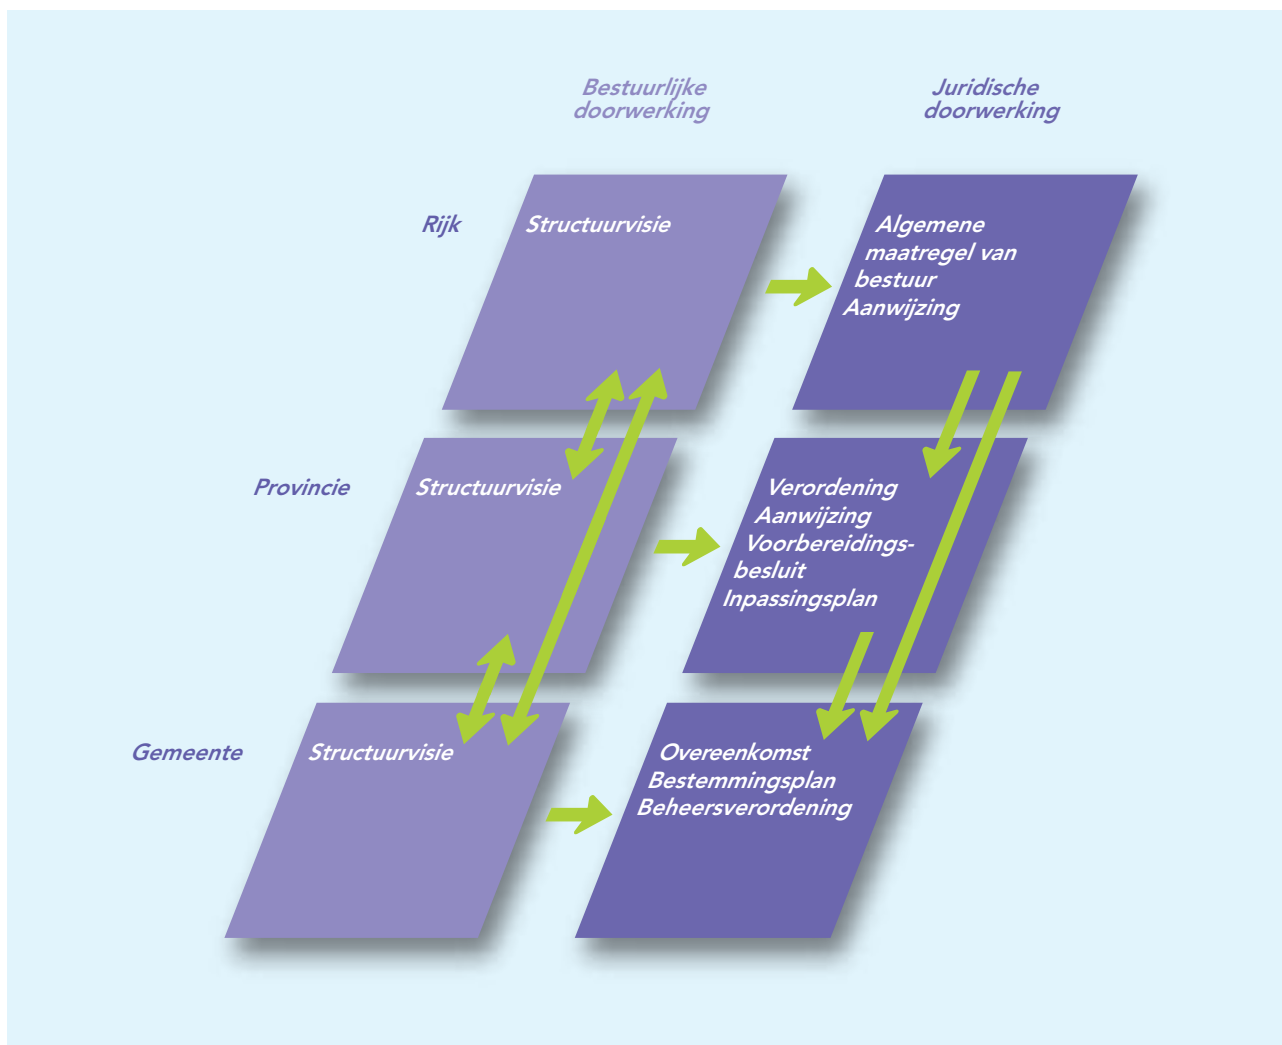 Bestuurlijke
doorwerking
Juridische
doorwerking
Rijk
Structuurvisie
Algemene
maatregel van
bestuur
Aanwijzing
Provincie
Structuurvisie
Verordening
Aanwijzing
Voorbereidings-
besluit
Inpassingsplan
Gemeente
Structuurvisie
Overeenkomst
Bestemmingsplan
Beheersverordening